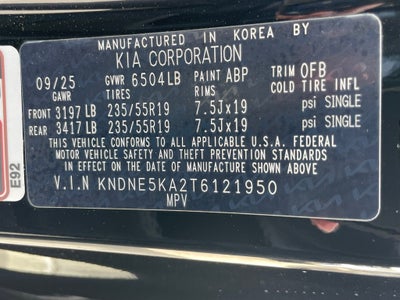 MANUFACTURED IN KOREA BY
KIA CORPORATION
09/25 GVWR 6504LB PAINT ABP TRIM OFB
GAWR TIRES RIMS COLD TIRE INFL
FRONT 3197 LB 235/55R19 7.5Jx19 psi SINGLE
REAR 3417 LB 235/55R19 7.5Jx19 psi SINGLE
THIS VEHICLE CONFORMS TO ALL APPLICABLE U.S.A. FEDERAL
MOTOR VEHICLE SAFETY AND THEFT PREVENTION STANDARDS
IN EFFECT ON THE DATE OF MANUFACTURE SHOWN ABOVE
V.I.N KNDNE5KA2T6121950
MPV
E92